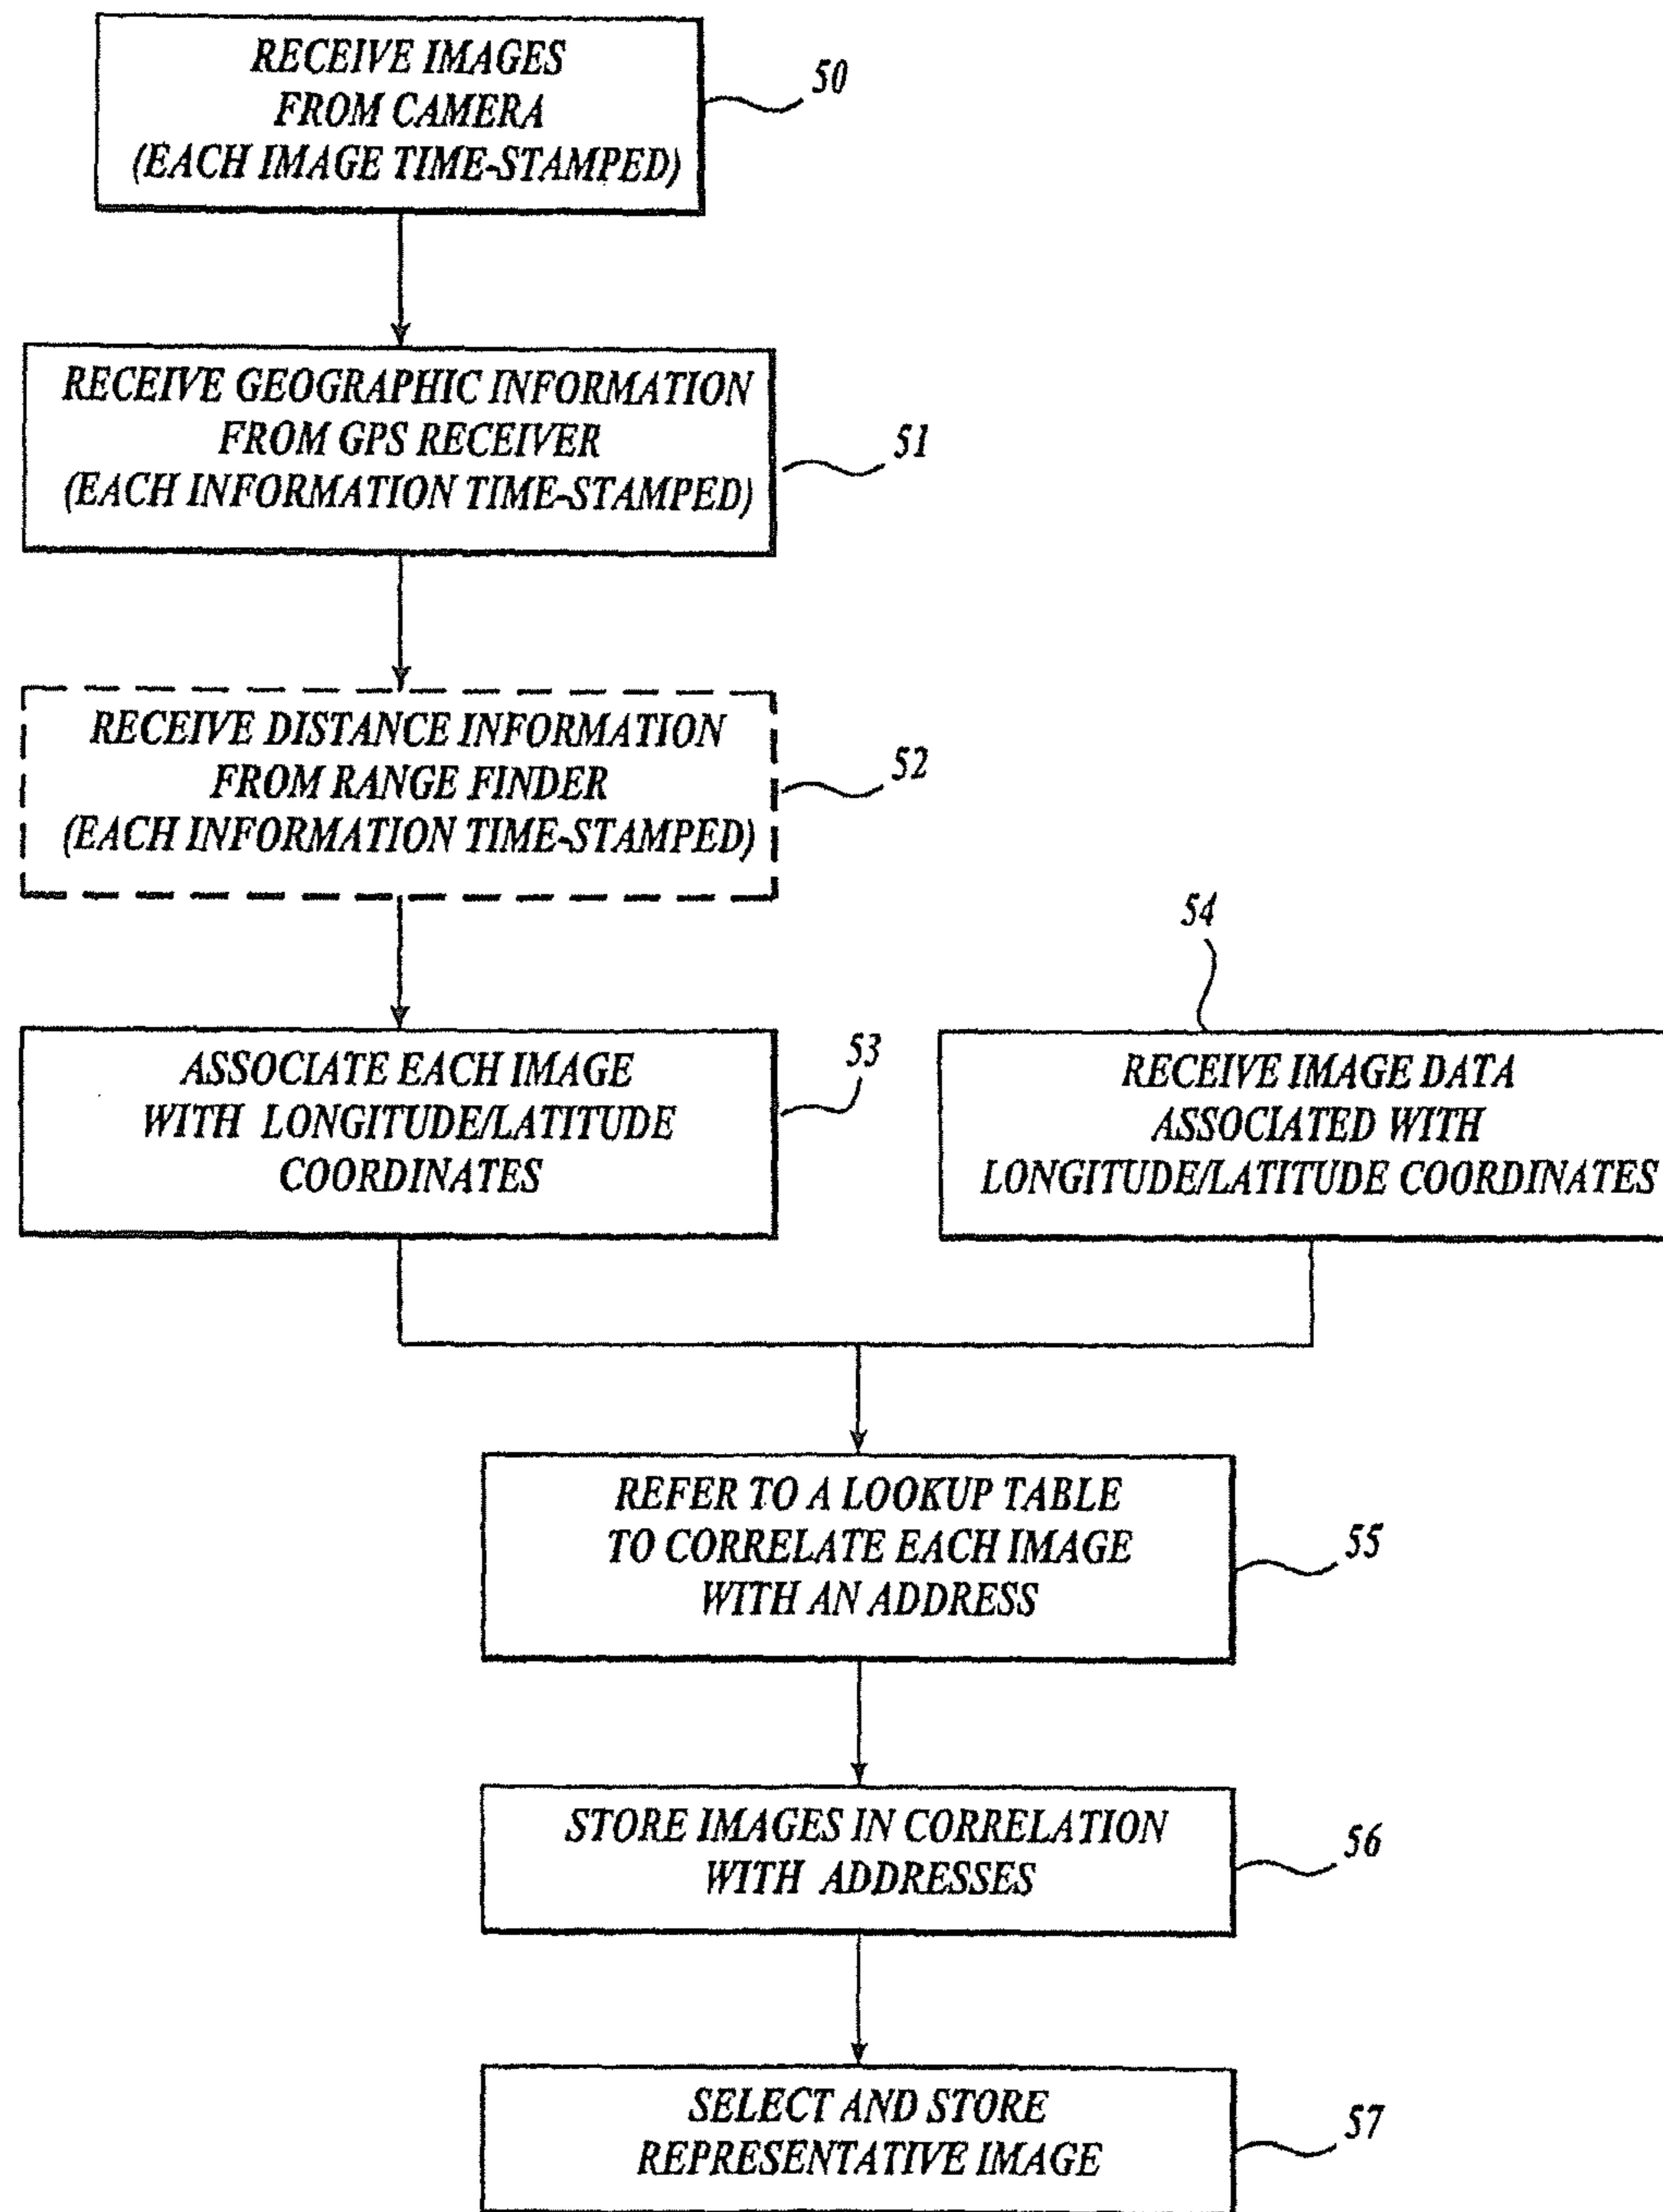 RECEIVE IMAGES
FROM CAMERA
(EACH IMAGE TIME-STAMPED)
50
RECEIVE GEOGRAPHIC INFORMATION
FROM GPS RECEIVER
(EACH INFORMATION TIME-STAMPED)
51
RECEIVE DISTANCE INFORMATION
FROM RANGE FINDER
(EACH INFORMATION TIME-STAMPED)
52
ASSOCIATE EACH IMAGE
WITH LONGITUDE/LATITUDE
COORDINATES
53
54
RECEIVE IMAGE DATA
ASSOCIATED WITH
LONGITUDE/LATITUDE COORDINATES
REFER TO A LOOKUP TABLE
TO CORRELATE EACH IMAGE
WITH AN ADDRESS
55
STORE IMAGES IN CORRELATION
WITH ADDRESSES
56
SELECT AND STORE
REPRESENTATIVE IMAGE
57